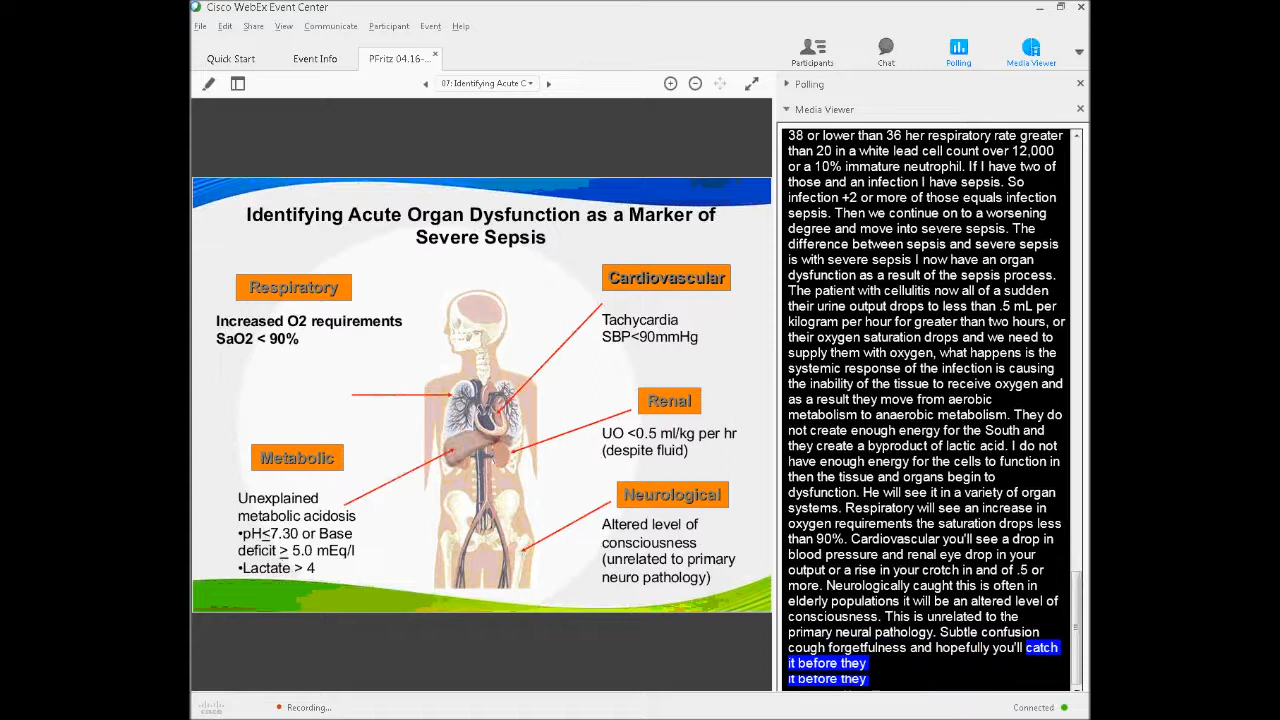 Cisco WebEx Event Center
File Edit Share View Communicate Participant Event Help
Quick Start Event Info PFritz 04.16-...
Participants Chat Polling Media Viewer
07: Identifying Acute C
Polling
Media Viewer
Identifying Acute Organ Dysfunction as a Marker of
Severe Sepsis
Respiratory
Increased O2 requirements
SaO2 < 90%
Cardiovascular
Tachycardia
SBP<90mmHg
Renal
UO <0.5 ml/kg per hr
(despite fluid)
Metabolic
Unexplained
metabolic acidosis
•pH≤7.30 or Base
deficit ≥ 5.0 mEq/l
•Lactate > 4
Neurological
Altered level of
consciousness
(unrelated to primary
neuro pathology)
38 or lower than 36 her respiratory rate greater
than 20 in a white lead cell count over 12,000
or a 10% immature neutrophil. If I have two of
those and an infection I have sepsis. So
infection +2 or more of those equals infection
sepsis. Then we continue on to a worsening
degree and move into severe sepsis. The
difference between sepsis and severe sepsis
is with severe sepsis I now have an organ
dysfunction as a result of the sepsis process.
The patient with cellulitis now all of a sudden
their urine output drops to less than .5 mL per
kilogram per hour for greater than two hours, or
their oxygen saturation drops and we need to
supply them with oxygen, what happens is the
systemic response of the infection is causing
the inability of the tissue to receive oxygen and
as a result they move from aerobic
metabolism to anaerobic metabolism. They do
not create enough energy for the South and
they create a byproduct of lactic acid. I do not
have enough energy for the cells to function in
then the tissue and organs begin to
dysfunction. He will see it in a variety of organ
systems. Respiratory will see an increase in
oxygen requirements the saturation drops less
than 90%. Cardiovascular you'll see a drop in
blood pressure and renal eye drop in your
output or a rise in your crotch in and of .5 or
more. Neurologically caught this is often in
elderly populations it will be an altered level of
consciousness. This is unrelated to the
primary neural pathology. Subtle confusion
cough forgetfulness and hopefully you'll catch
it before they
it before they
cisco
Recording...
Connected